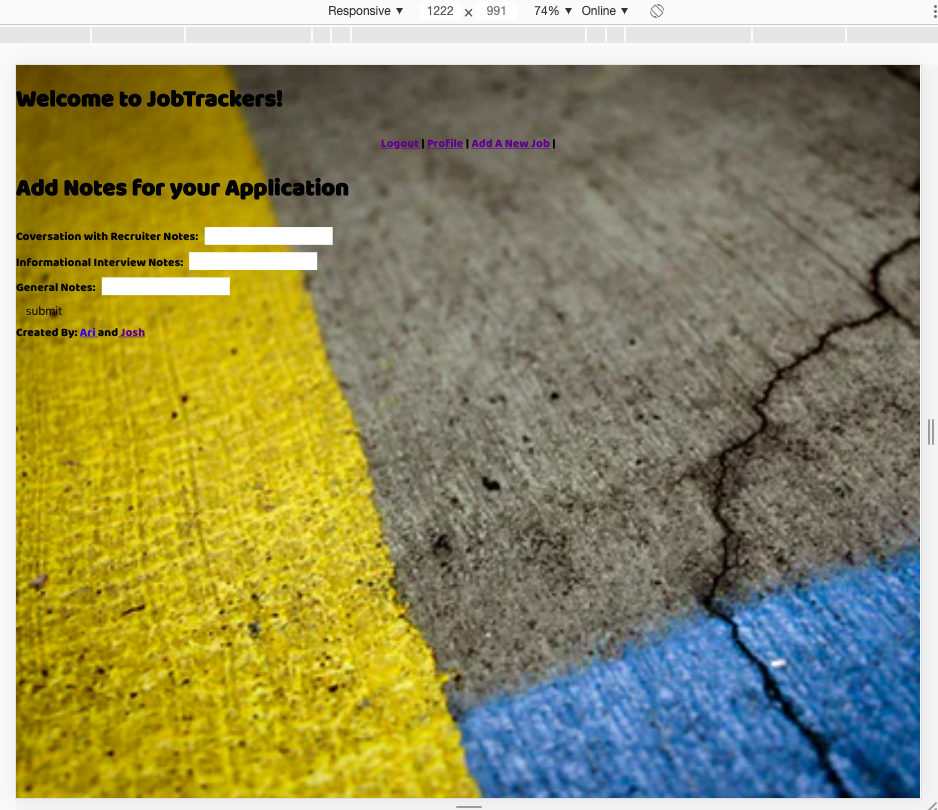 Responsive ▼ 1222 × 991 74% ▼ Online ▼
Welcome to JobTrackers!
Logout | Profile | Add A New Job |
Add Notes for your Application
Coversation with Recruiter Notes:
Informational Interview Notes:
General Notes:
submit
Created By: Ari and Josh